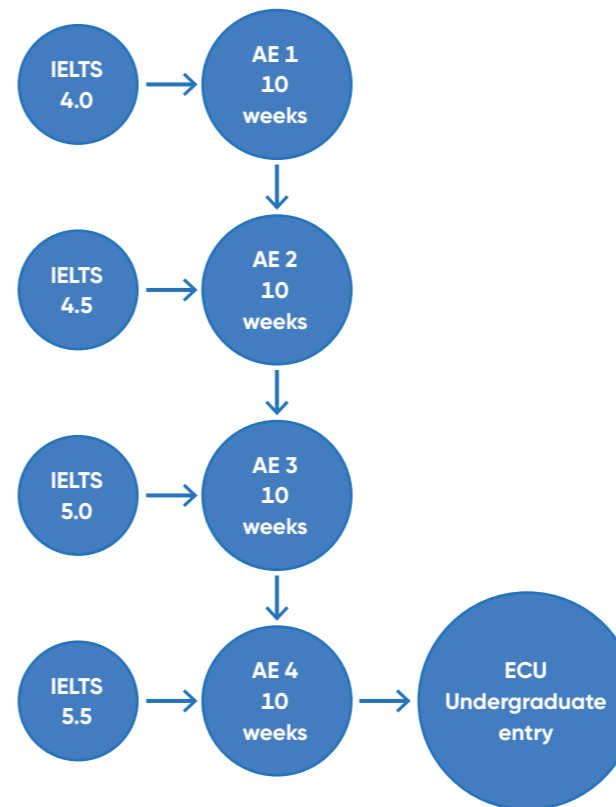 IELTS
4.0
AE 1
10
weeks
IELTS
4.5
AE 2
10
weeks
IELTS
5.0
AE 3
10
weeks
IELTS
5.5
AE 4
10
weeks
ECU
Undergraduate
entry